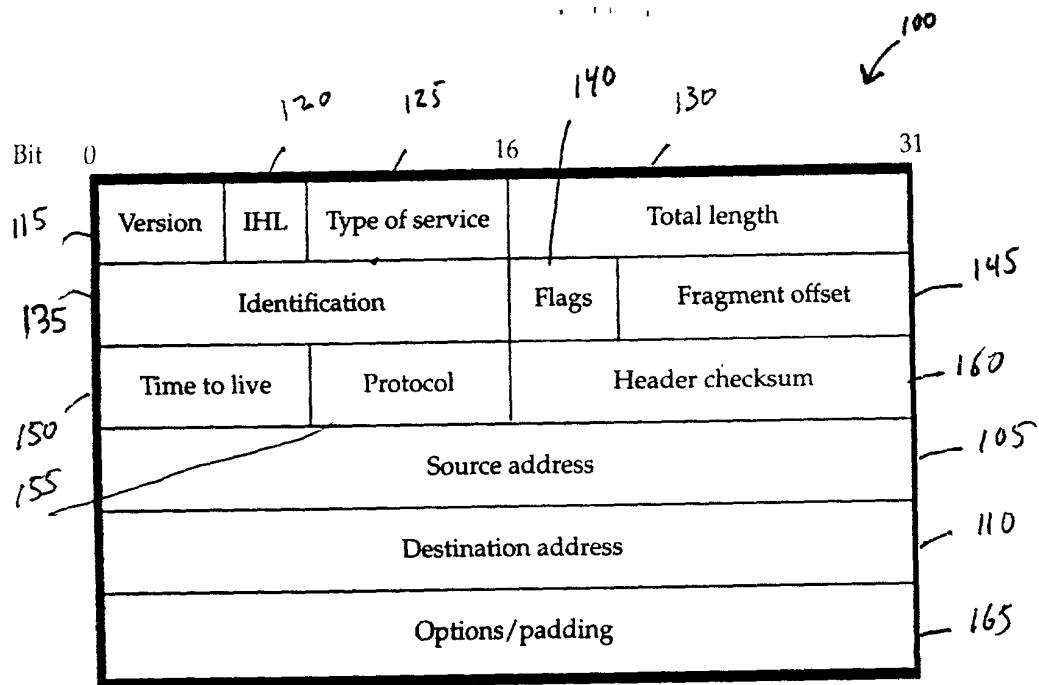 100
120 125 140 130
Bit 0 16 31
115 Version IHL Type of service Total length
135 Identification Flags Fragment offset 145
150 Time to live Protocol Header checksum 160
155 Source address 105
Destination address 110
Options/padding 165